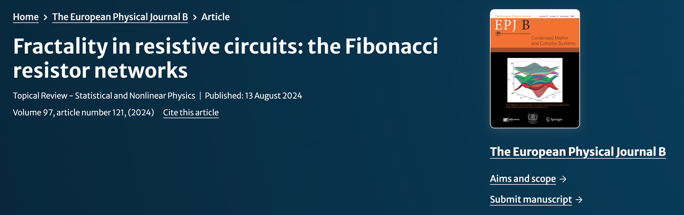 Home > The European Physical Journal B > Article
Fractality in resistive circuits: the Fibonacci
resistor networks
Topical Review - Statistical and Nonlinear Physics | Published: 13 August 2024
Volume 97, article number 121, (2024) Cite this article
EPJ B
Condensed Matter
and Complex Systems
Springer
The European Physical Journal B
Aims and scope →
Submit manuscript →